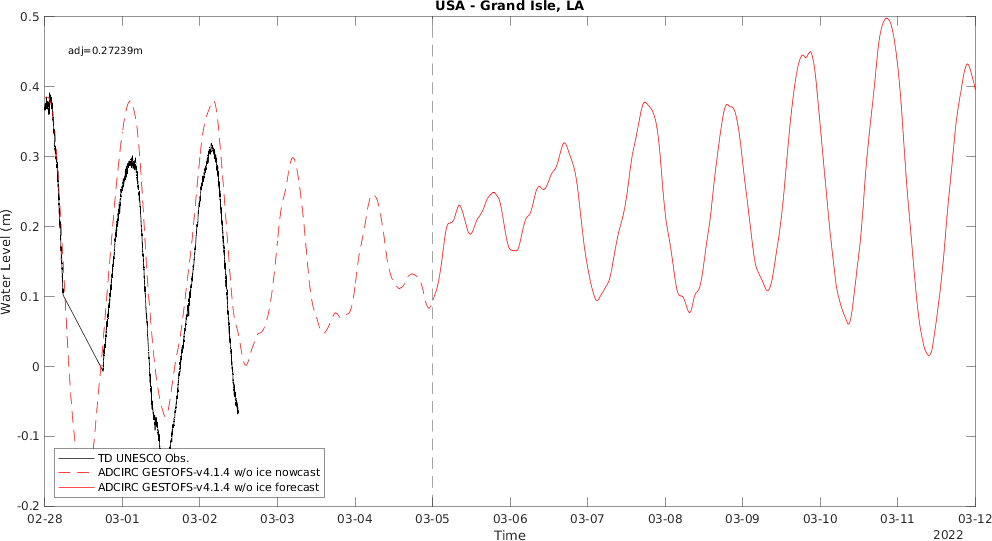 USA - Grand Isle, LA
adj=0.27239m
0.5
0.4
0.3
0.2
0.1
0
-0.1
-0.2
Water Level (m)
TD UNESCO Obs.
ADCIRC GESTOFS-v4.1.4 w/o ice nowcast
ADCIRC GESTOFS-v4.1.4 w/o ice forecast
02-28 03-01 03-02 03-03 03-04 03-05 03-06 03-07 03-08 03-09 03-10 03-11 03-12
Time
2022